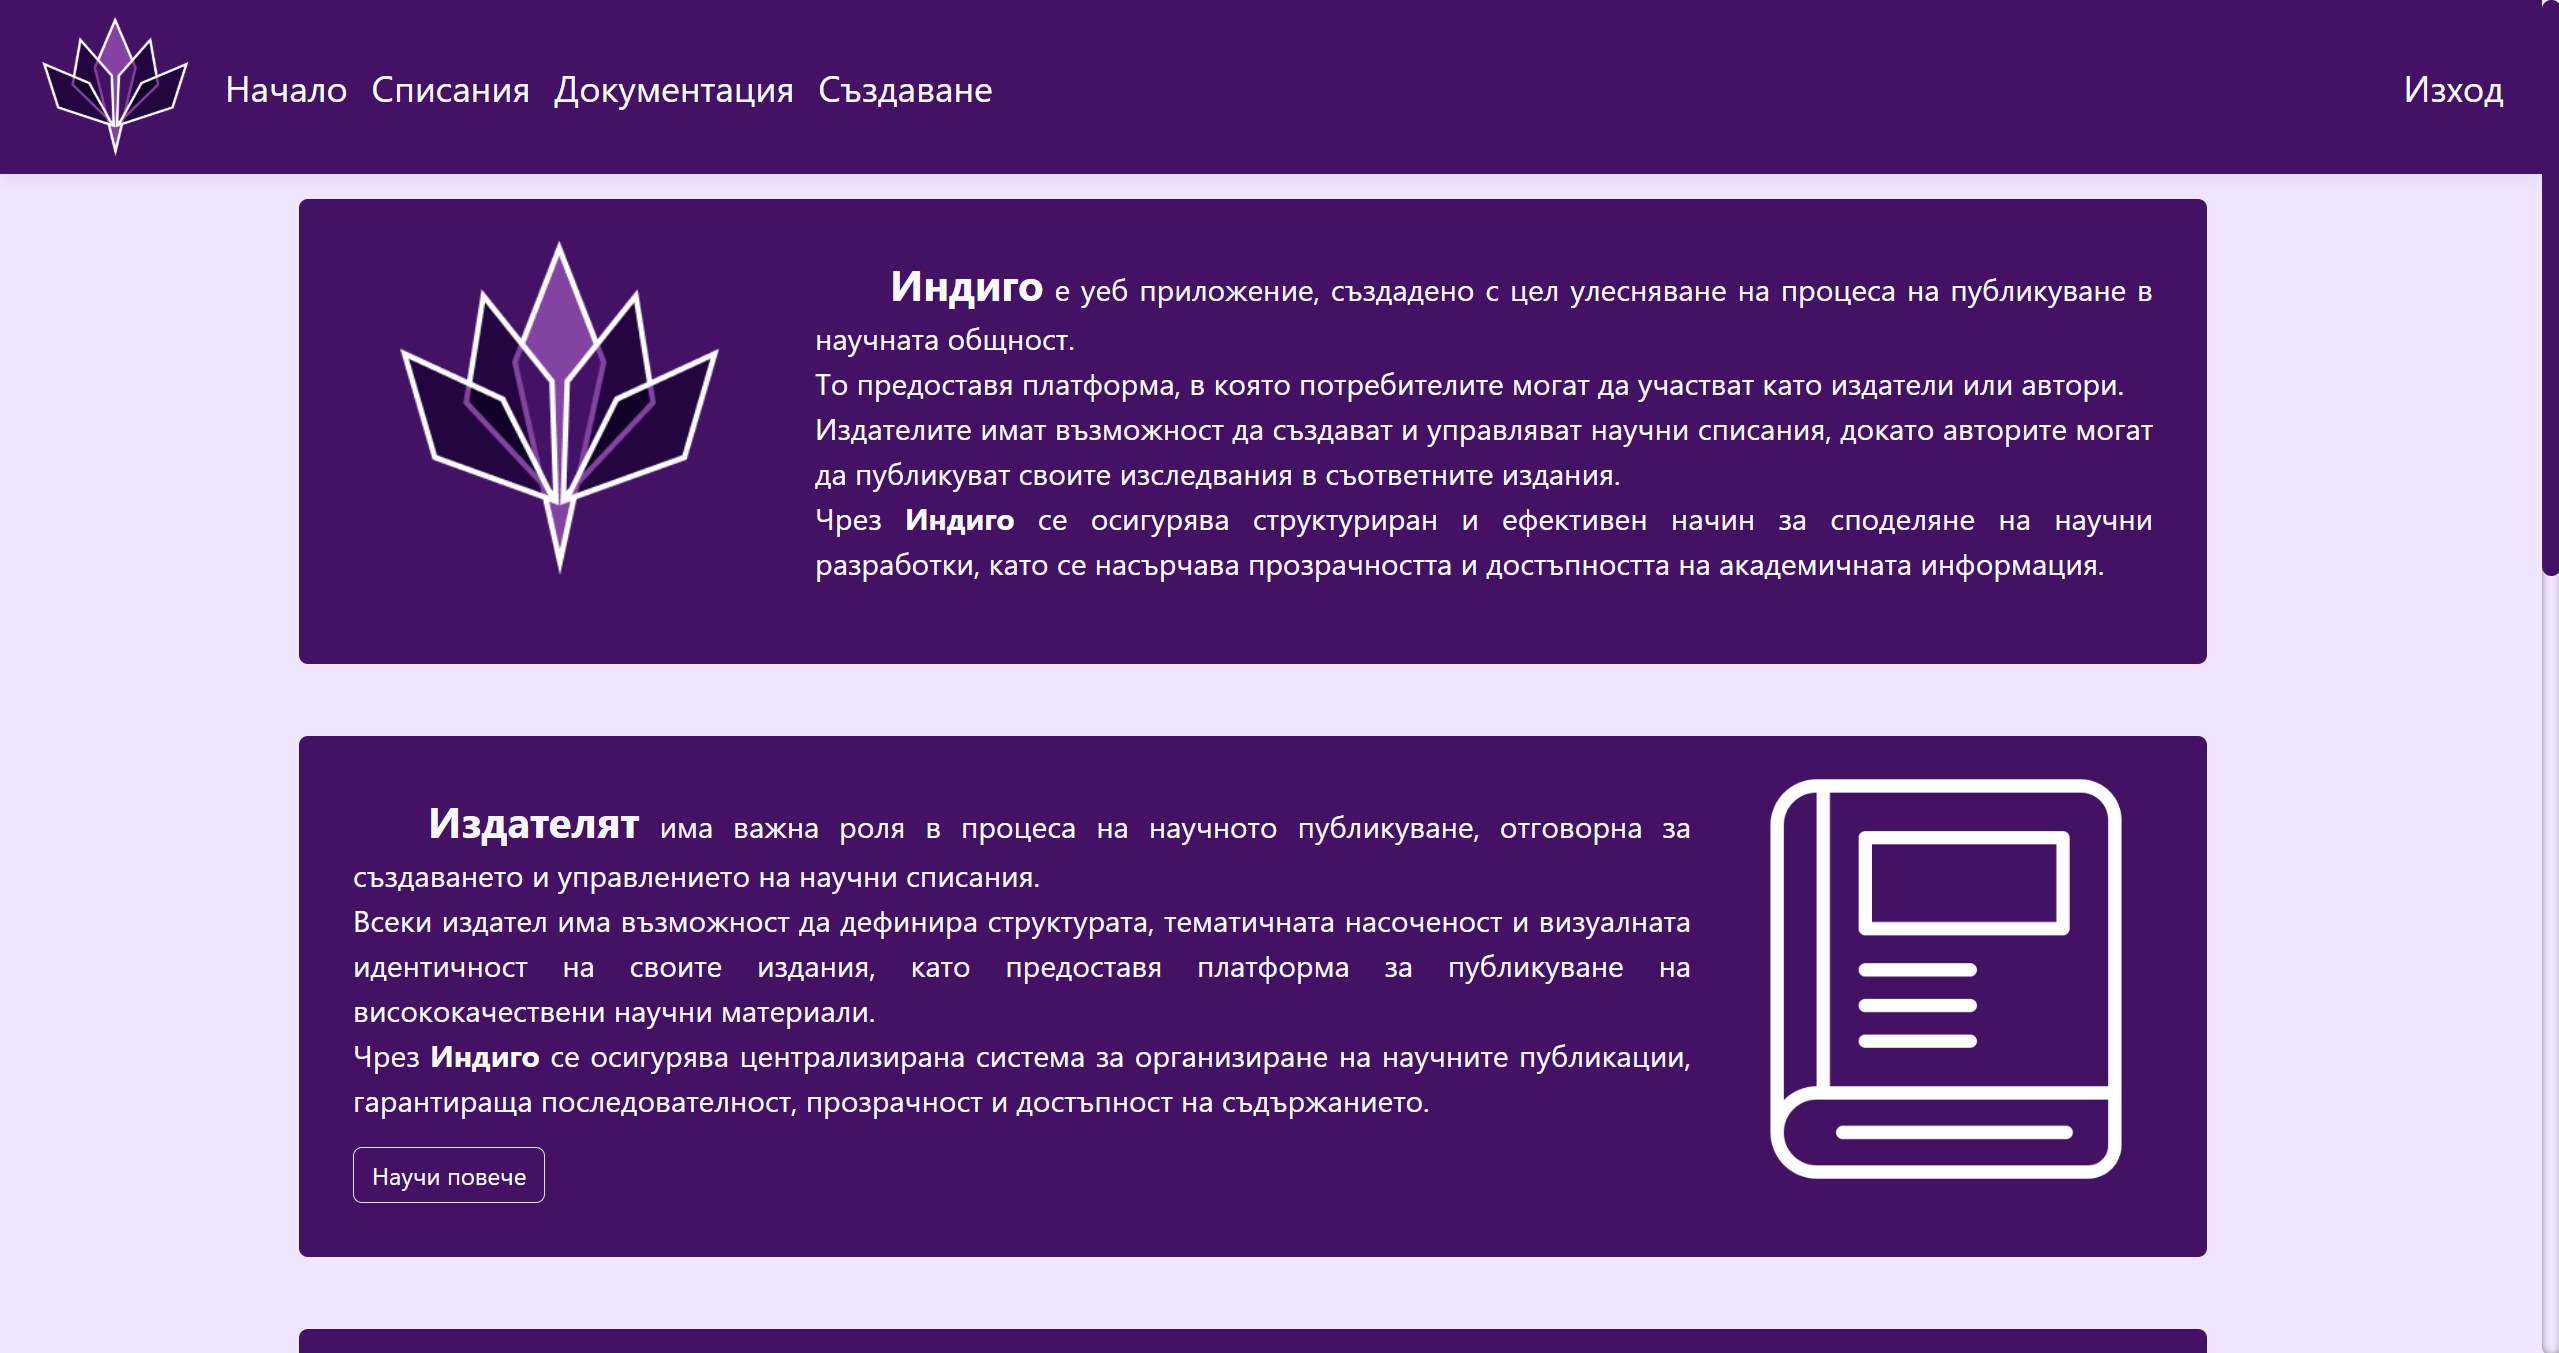 Начало Списания Документация Създаване Изход
Индиго е уеб приложение, създадено с цел улесняване на процеса на публикуване в
научната общност.
То предоставя платформа, в която потребителите могат да участват като издатели или автори.
Издателите имат възможност да създават и управляват научни списания, докато авторите могат
да публикуват своите изследвания в съответните издания.
Чрез Индиго се осигурява структуриран и ефективен начин за споделяне на научни
разработки, като се насърчава прозрачността и достъпността на академичната информация.
Издателят има важна роля в процеса на научното публикуване, отговорна за
създаването и управлението на научни списания.
Всеки издател има възможност да дефинира структурата, тематичната насоченост и визуалната
идентичност на своите издания, като предоставя платформа за публикуване на
висококачествени научни материали.
Чрез Индиго се осигурява централизирана система за организиране на научните публикации,
гарантираща последователност, прозрачност и достъпност на съдържанието.
Научи повече